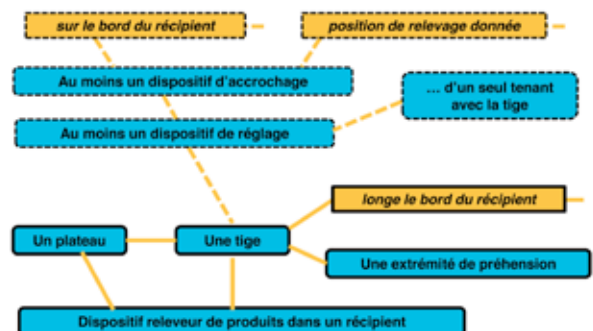 sur le bord du récipient
position de relevage donnée
Au moins un dispositif d'accrochage
... d'un seul tenant
avec la tige
Au moins un dispositif de réglage
longe le bord du récipient
Un plateau
Une tige
Une extrémité de préhension
Dispositif releveur de produits dans un récipient